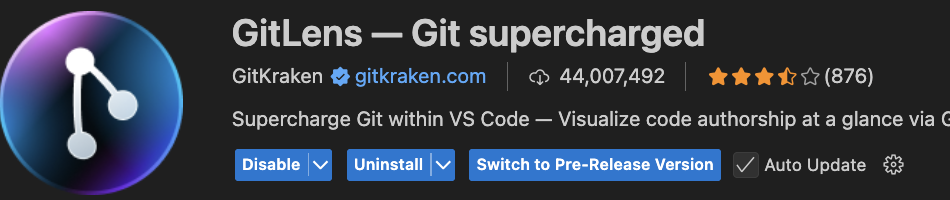 GitLens — Git supercharged
GitKraken gitkraken.com 44,007,492 (876)
Supercharge Git within VS Code — Visualize code authorship at a glance via
Disable Uninstall Switch to Pre-Release Version Auto Update